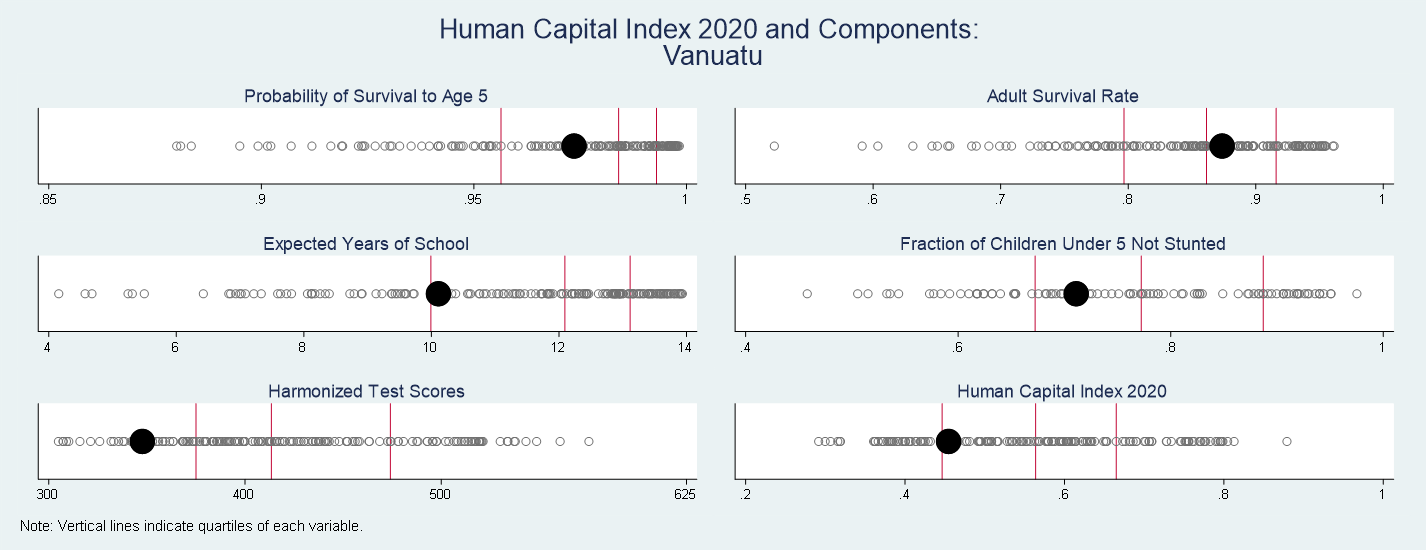 Human Capital Index 2020 and Components:
Vanuatu
Probability of Survival to Age 5
.85 .9 .95 1
Adult Survival Rate
.5 .6 .7 .8 .9 1
Expected Years of School
4 6 8 10 12 14
Fraction of Children Under 5 Not Stunted
.4 .6 .8 1
Harmonized Test Scores
300 400 500 625
Human Capital Index 2020
.2 .4 .6 .8 1
Note: Vertical lines indicate quartiles of each variable.